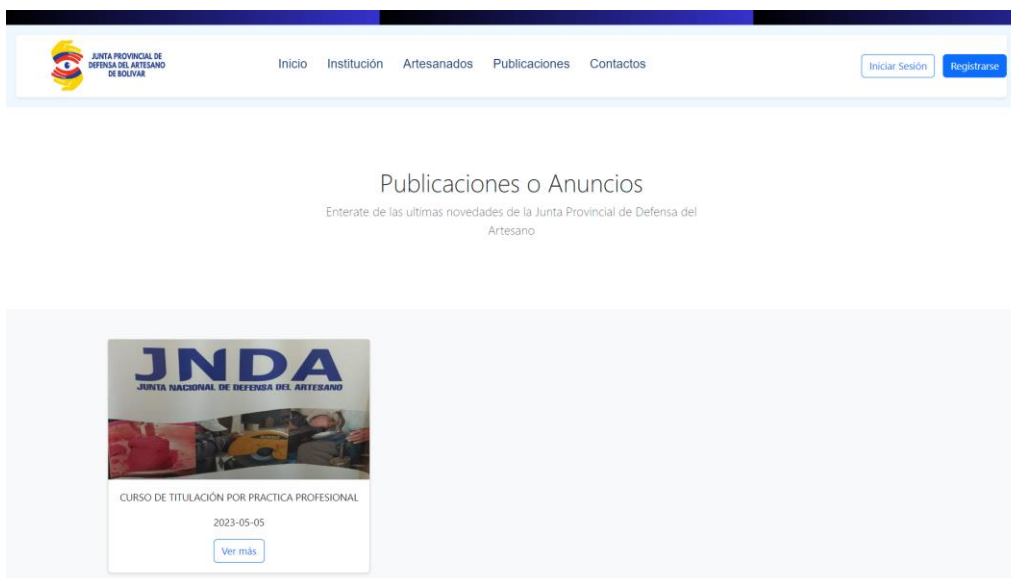 JUNTA PROVINCIAL DE
DEFENSA DEL ARTESANO
DE BOLIVAR
Inicio Institución Artesanados Publicaciones Contactos
Iniciar Sesión Registrarse
Publicaciones o Anuncios
Enterate de las ultimas novedades de la Junta Provincial de Defensa del
Artesano
JNDA
JUNTA NACIONAL DE DEFENSA DEL ARTESANO
CURSO DE TITULACIÓN POR PRACTICA PROFESIONAL
2023-05-05
Ver más